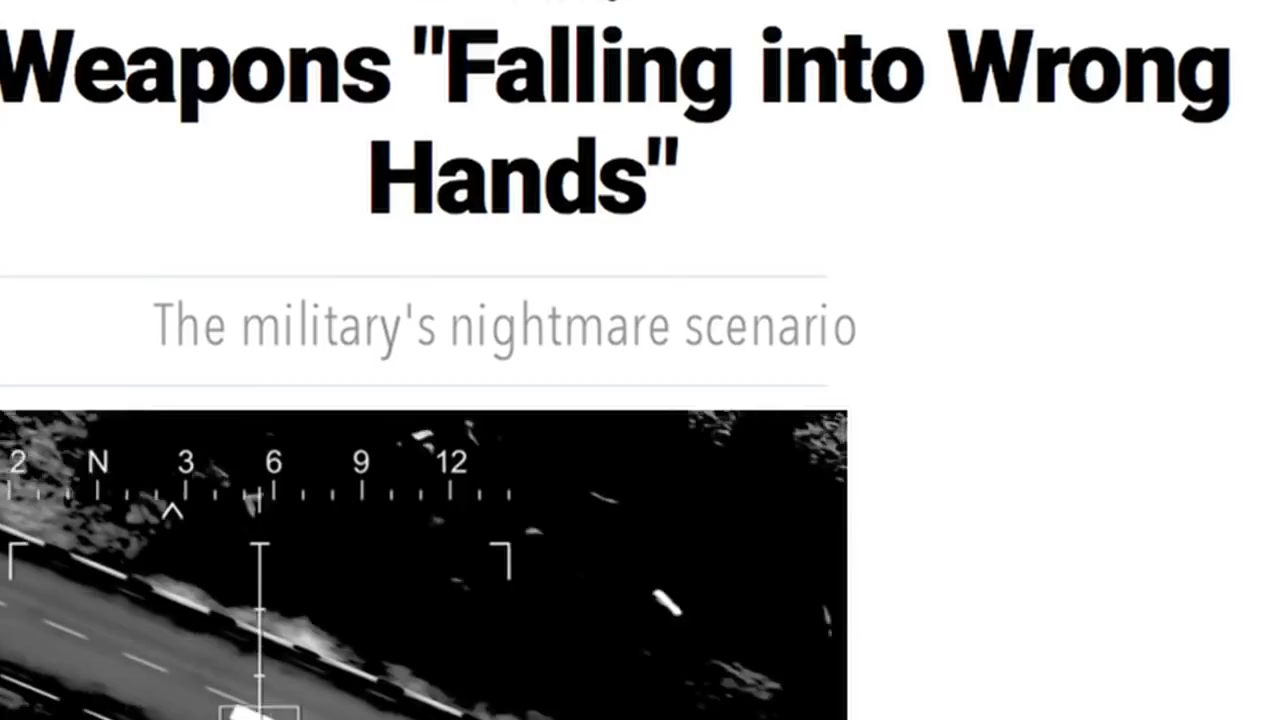 Weapons "Falling into Wrong
Hands"
The military's nightmare scenario
2 N 3 6 9 12